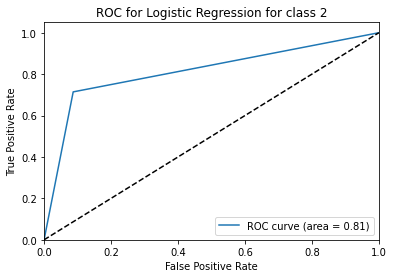 ROC for Logistic Regression for class 2
True Positive Rate
1.0
0.8
0.6
0.4
0.2
0.0
0.0 0.2 0.4 0.6 0.8 1.0
False Positive Rate
ROC curve (area = 0.81)